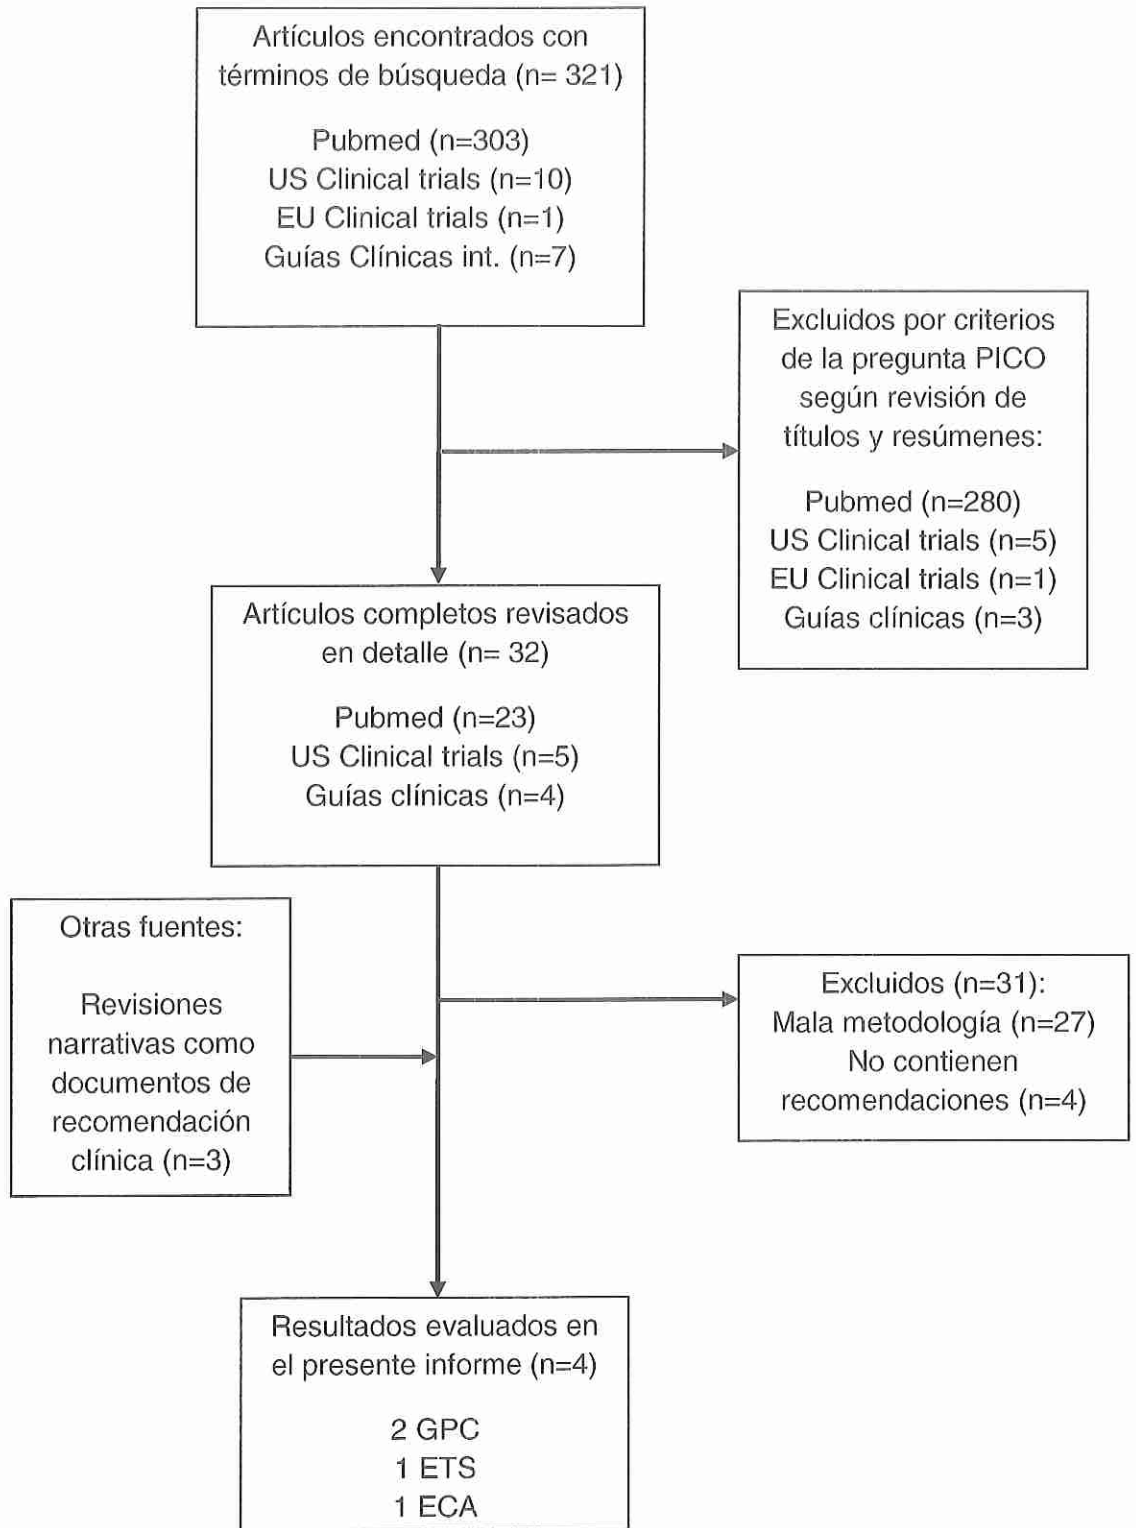 Artículos encontrados con
términos de búsqueda (n= 321)
Pubmed (n=303)
US Clinical trials (n=10)
EU Clinical trials (n=1)
Guías Clínicas int. (n=7)
Excluidos por criterios
de la pregunta PICO
según revisión de
títulos y resúmenes:
Pubmed (n=280)
US Clinical trials (n=5)
EU Clinical trials (n=1)
Guías clínicas (n=3)
Artículos completos revisados
en detalle (n= 32)
Pubmed (n=23)
US Clinical trials (n=5)
Guías clínicas (n=4)
Otras fuentes:
Revisiones
narrativas como
documentos de
recomendación
clínica (n=3)
Excluidos (n=31):
Mala metodología (n=27)
No contienen
recomendaciones (n=4)
Resultados evaluados en
el presente informe (n=4)
2 GPC
1 ETS
1 ECA